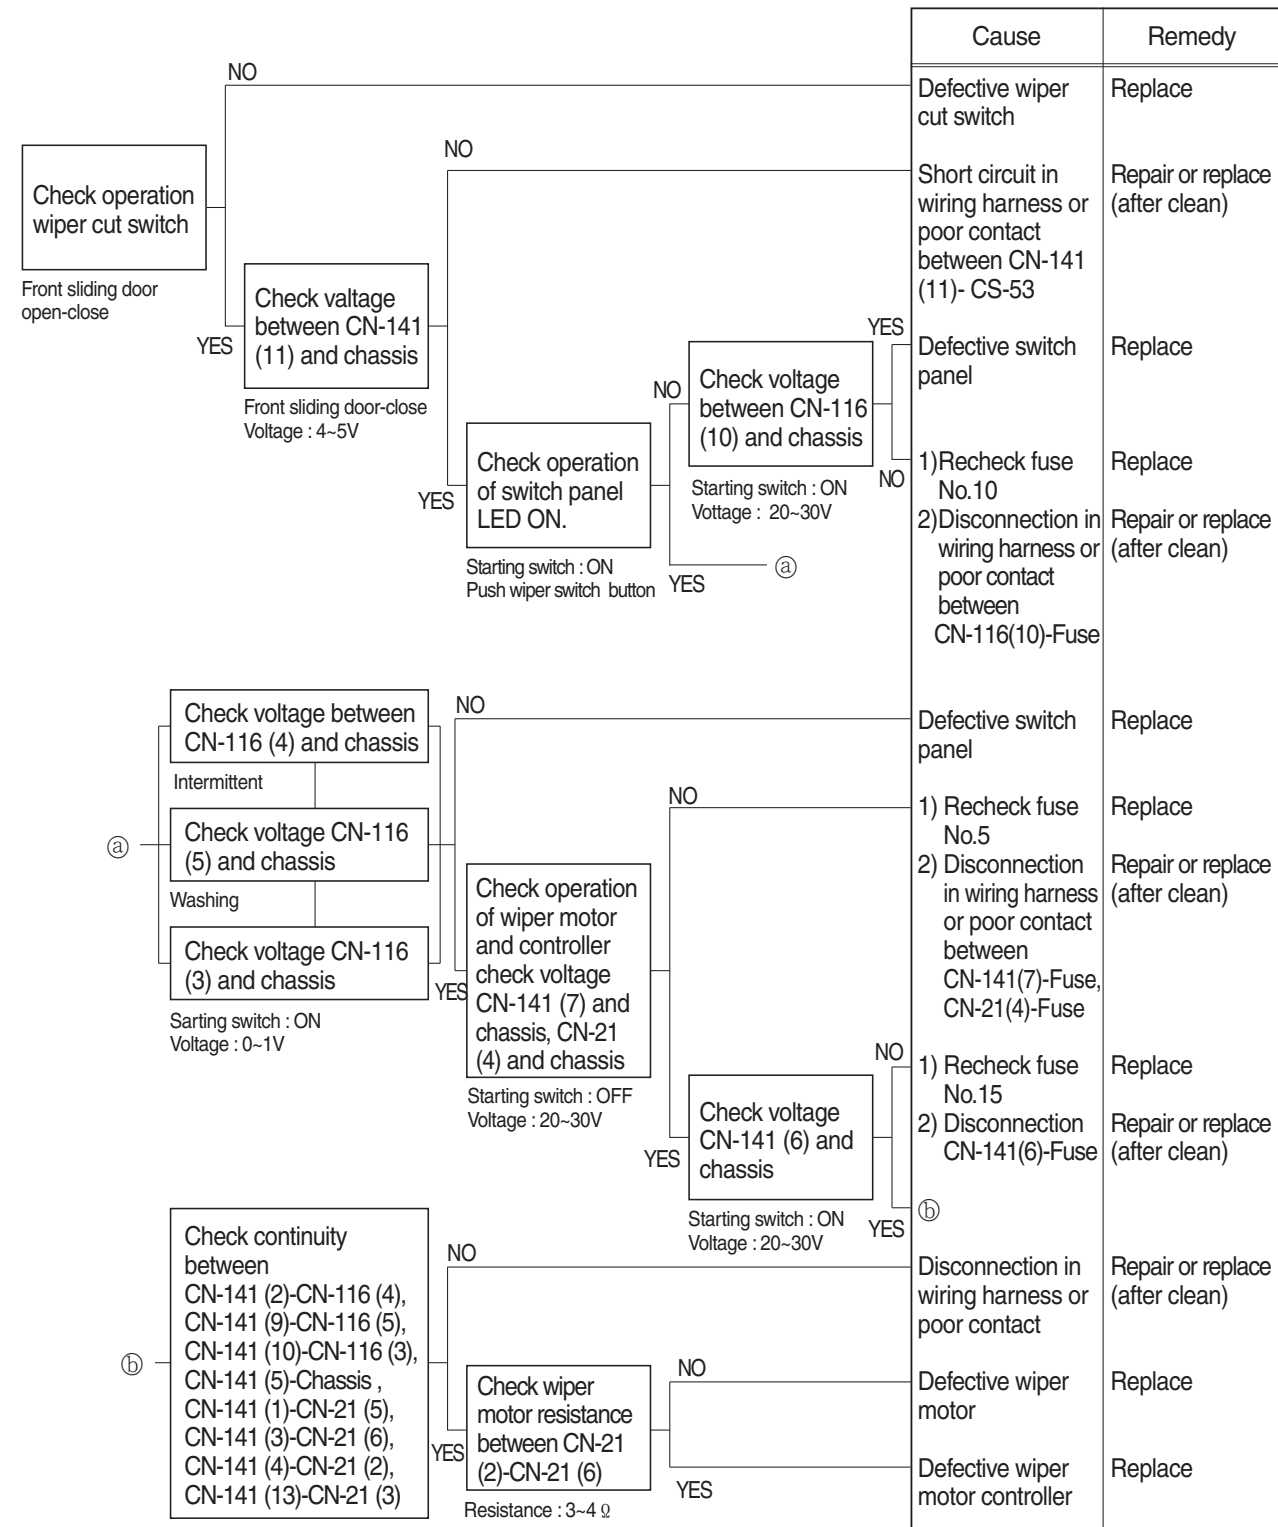 Cause
Remedy
NO
Defective wiper
cut switch
Replace
Check operation
wiper cut switch
Front sliding door
open-close
NO
Short circuit in
wiring harness or
poor contact
between CN-141
(11)- CS-53
Repair or replace
(after clean)
YES
Check valtage
between CN-141
(11) and chassis
Front sliding door-close
Voltage : 4~5V
YES
Defective switch
panel
Replace
NO
Check voltage
between CN-116
(10) and chassis
Starting switch : ON
Vottage : 20~30V
NO
1)Recheck fuse
No.10
Replace
2)Disconnection in
wiring harness or
poor contact
between
CN-116(10)-Fuse
Repair or replace
(after clean)
YES
Check operation
of switch panel
LED ON.
Starting switch : ON
Push wiper switch button
YES
ⓐ
Check voltage between
CN-116 (4) and chassis
Intermittent
ⓐ
Check voltage CN-116
(5) and chassis
Washing
Check voltage CN-116
(3) and chassis
Sarting switch : ON
Voltage : 0~1V
NO
Defective switch
panel
Replace
YES
Check operation
of wiper motor
and controller
check voltage
CN-141 (7) and
chassis, CN-21
(4) and chassis
Starting switch : OFF
Voltage : 20~30V
NO
1) Recheck fuse
No.5
Replace
2) Disconnection
in wiring harness
or poor contact
between
CN-141(7)-Fuse,
CN-21(4)-Fuse
Repair or replace
(after clean)
YES
Check voltage
CN-141 (6) and
chassis
Starting switch : ON
Voltage : 20~30V
NO
1) Recheck fuse
No.15
Replace
2) Disconnection
CN-141(6)-Fuse
Repair or replace
(after clean)
YES
ⓑ
ⓑ
Check continuity
between
CN-141 (2)-CN-116 (4),
CN-141 (9)-CN-116 (5),
CN-141 (10)-CN-116 (3),
CN-141 (5)-Chassis ,
CN-141 (1)-CN-21 (5),
CN-141 (3)-CN-21 (6),
CN-141 (4)-CN-21 (2),
CN-141 (13)-CN-21 (3)
NO
Disconnection in
wiring harness or
poor contact
Repair or replace
(after clean)
YES
Check wiper
motor resistance
between CN-21
(2)-CN-21 (6)
Resistance : 3~4 Ω
NO
Defective wiper
motor
Replace
YES
Defective wiper
motor controller
Replace